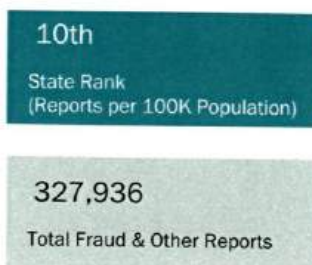 10th
State Rank
(Reports per 100K Population)
327,936
Total Fraud & Other Reports